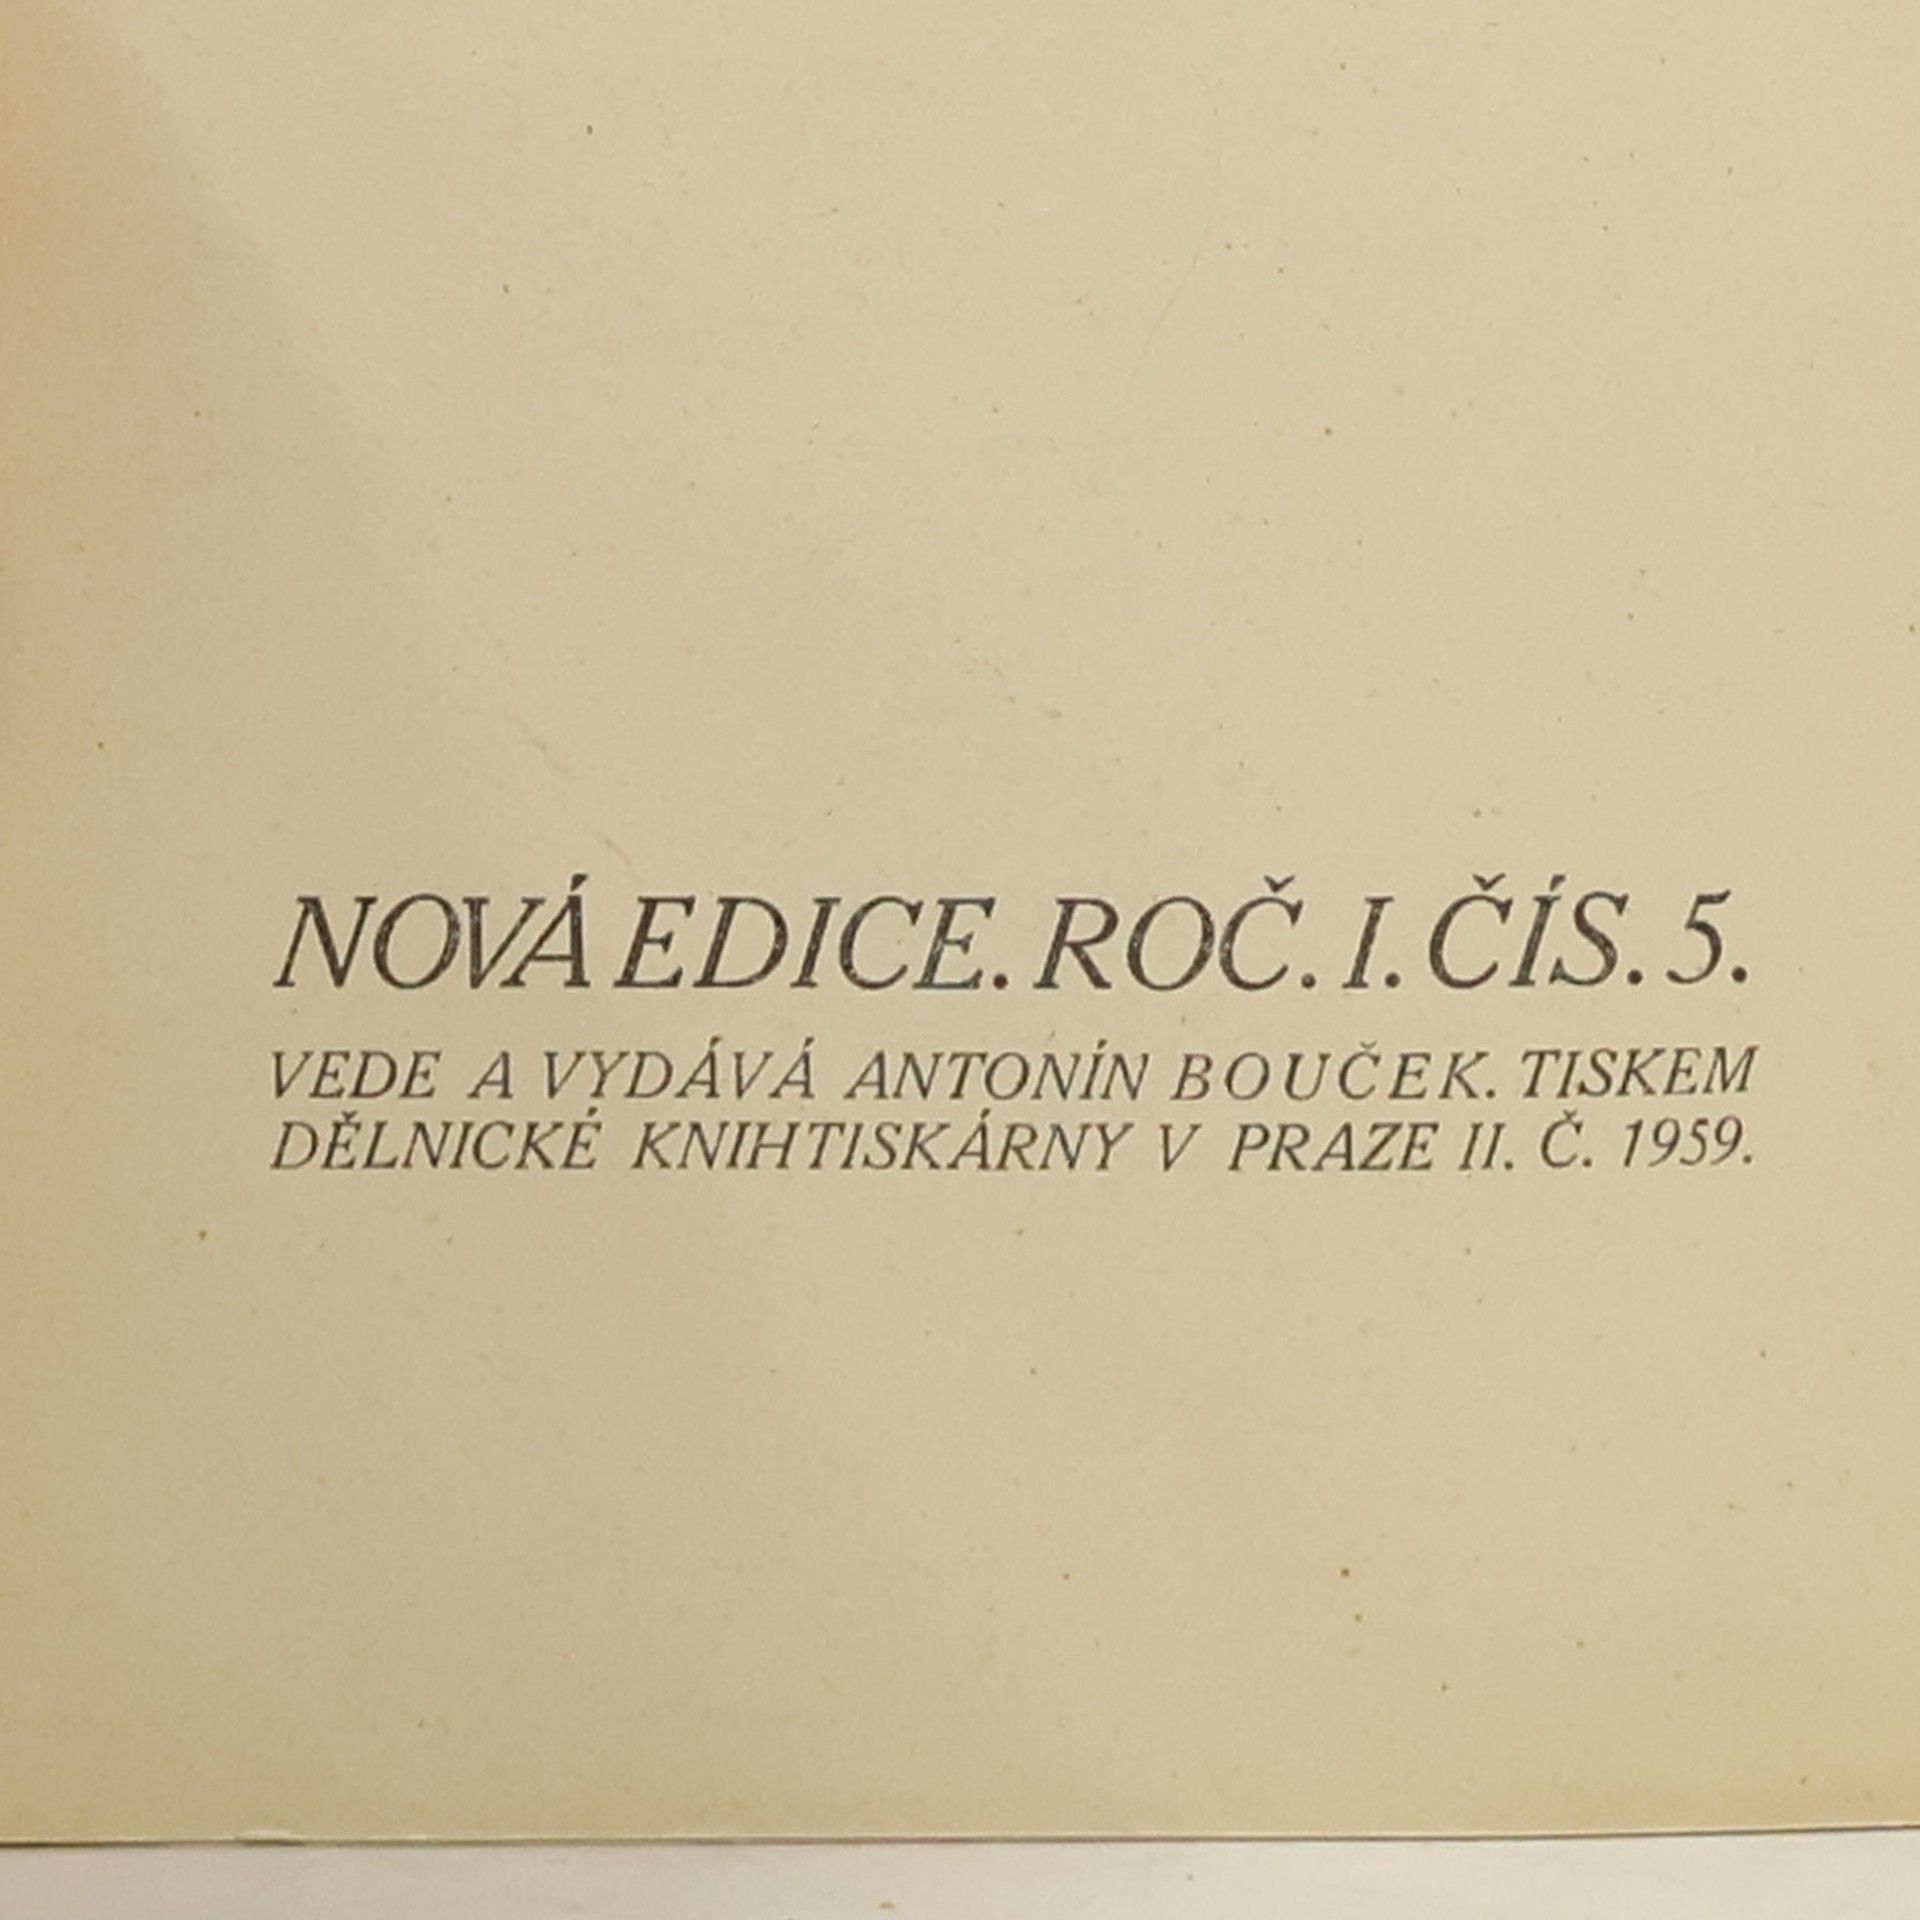 NOVÁ EDICE. ROČ. I. ČÍS. 5.
VEDE A VYDÁVÁ ANTONÍN BOUČEK. TISKEM
DĚLNICKÉ KNIHTISKÁRNY V PRAZE II. Č. 1959.